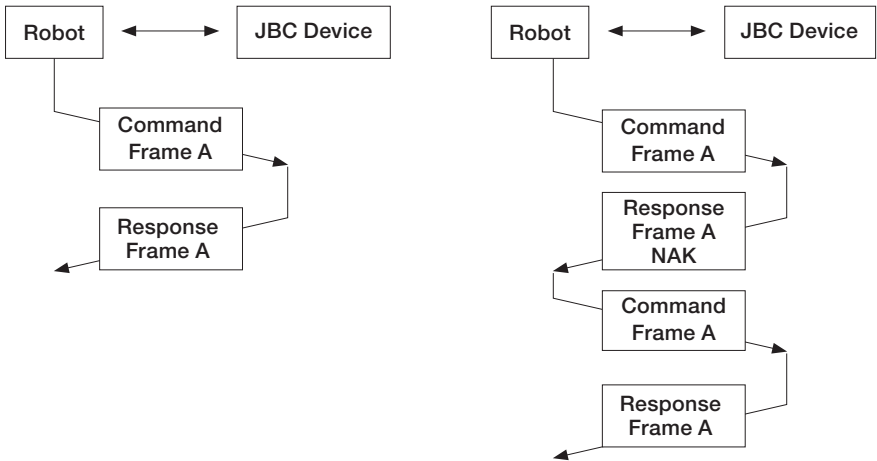 Robot
JBC Device
Command
Frame A
Response
Frame A
Robot
JBC Device
Command
Frame A
Response
Frame A
NAK
Command
Frame A
Response
Frame A